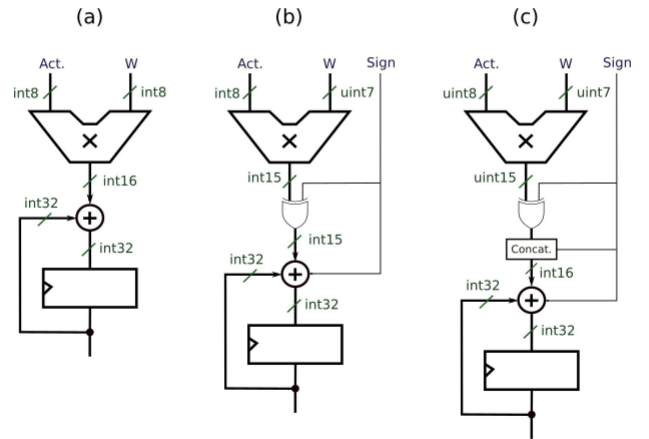 (a) (b) (c)
Act. W Act. W Sign Act. W Sign
int8 int8 int8 uint7 uint8 uint7
×
×
×
int16 int15 uint15
int32
+
int32
int15
Concat.
int32
+
int16
int32
int32
+
int32